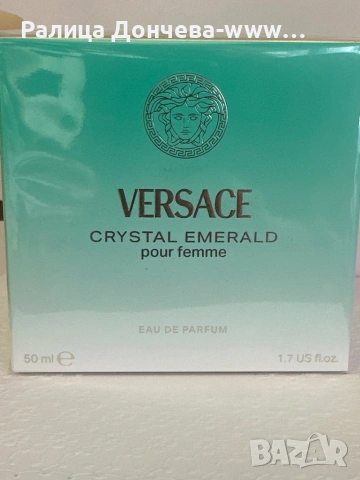 Ралица Дончева-www...
VERSACE
CRYSTAL EMERALD
pour femme
EAU DE PARFUM
50 ml ℮
1.7 US fl.oz.
BAZAR